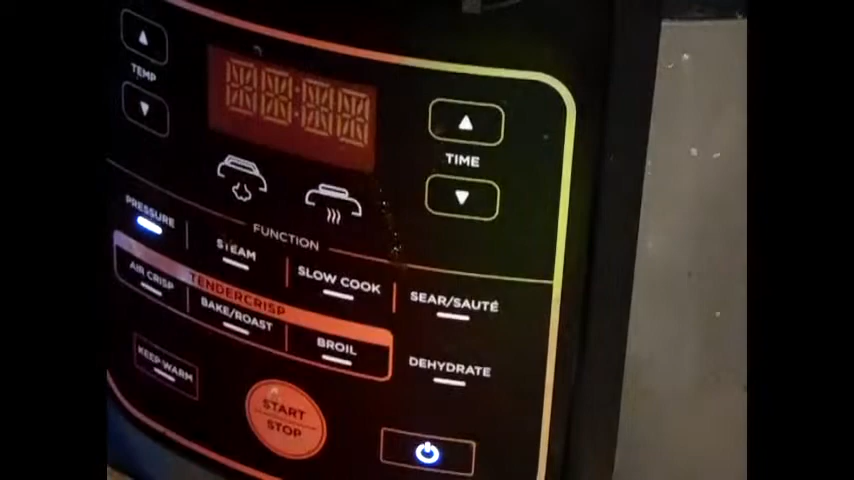 TEMP
TIME
FUNCTION
PRESSURE
STEAM
SLOW COOK
SEAR/SAUTÉ
TENDERCRISP
AIR CRISP
BAKE/ROAST
BROIL
DEHYDRATE
KEEP WARM
START
STOP